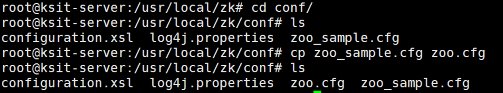 root@ksit-server:/usr/local/zk# cd conf/
root@ksit-server:/usr/local/zk/conf# ls
configuration.xsl  log4j.properties  zoo_sample.cfg
root@ksit-server:/usr/local/zk/conf# cp zoo_sample.cfg zoo.cfg
root@ksit-server:/usr/local/zk/conf# ls
configuration.xsl  log4j.properties  zoo.cfg  zoo_sample.cfg